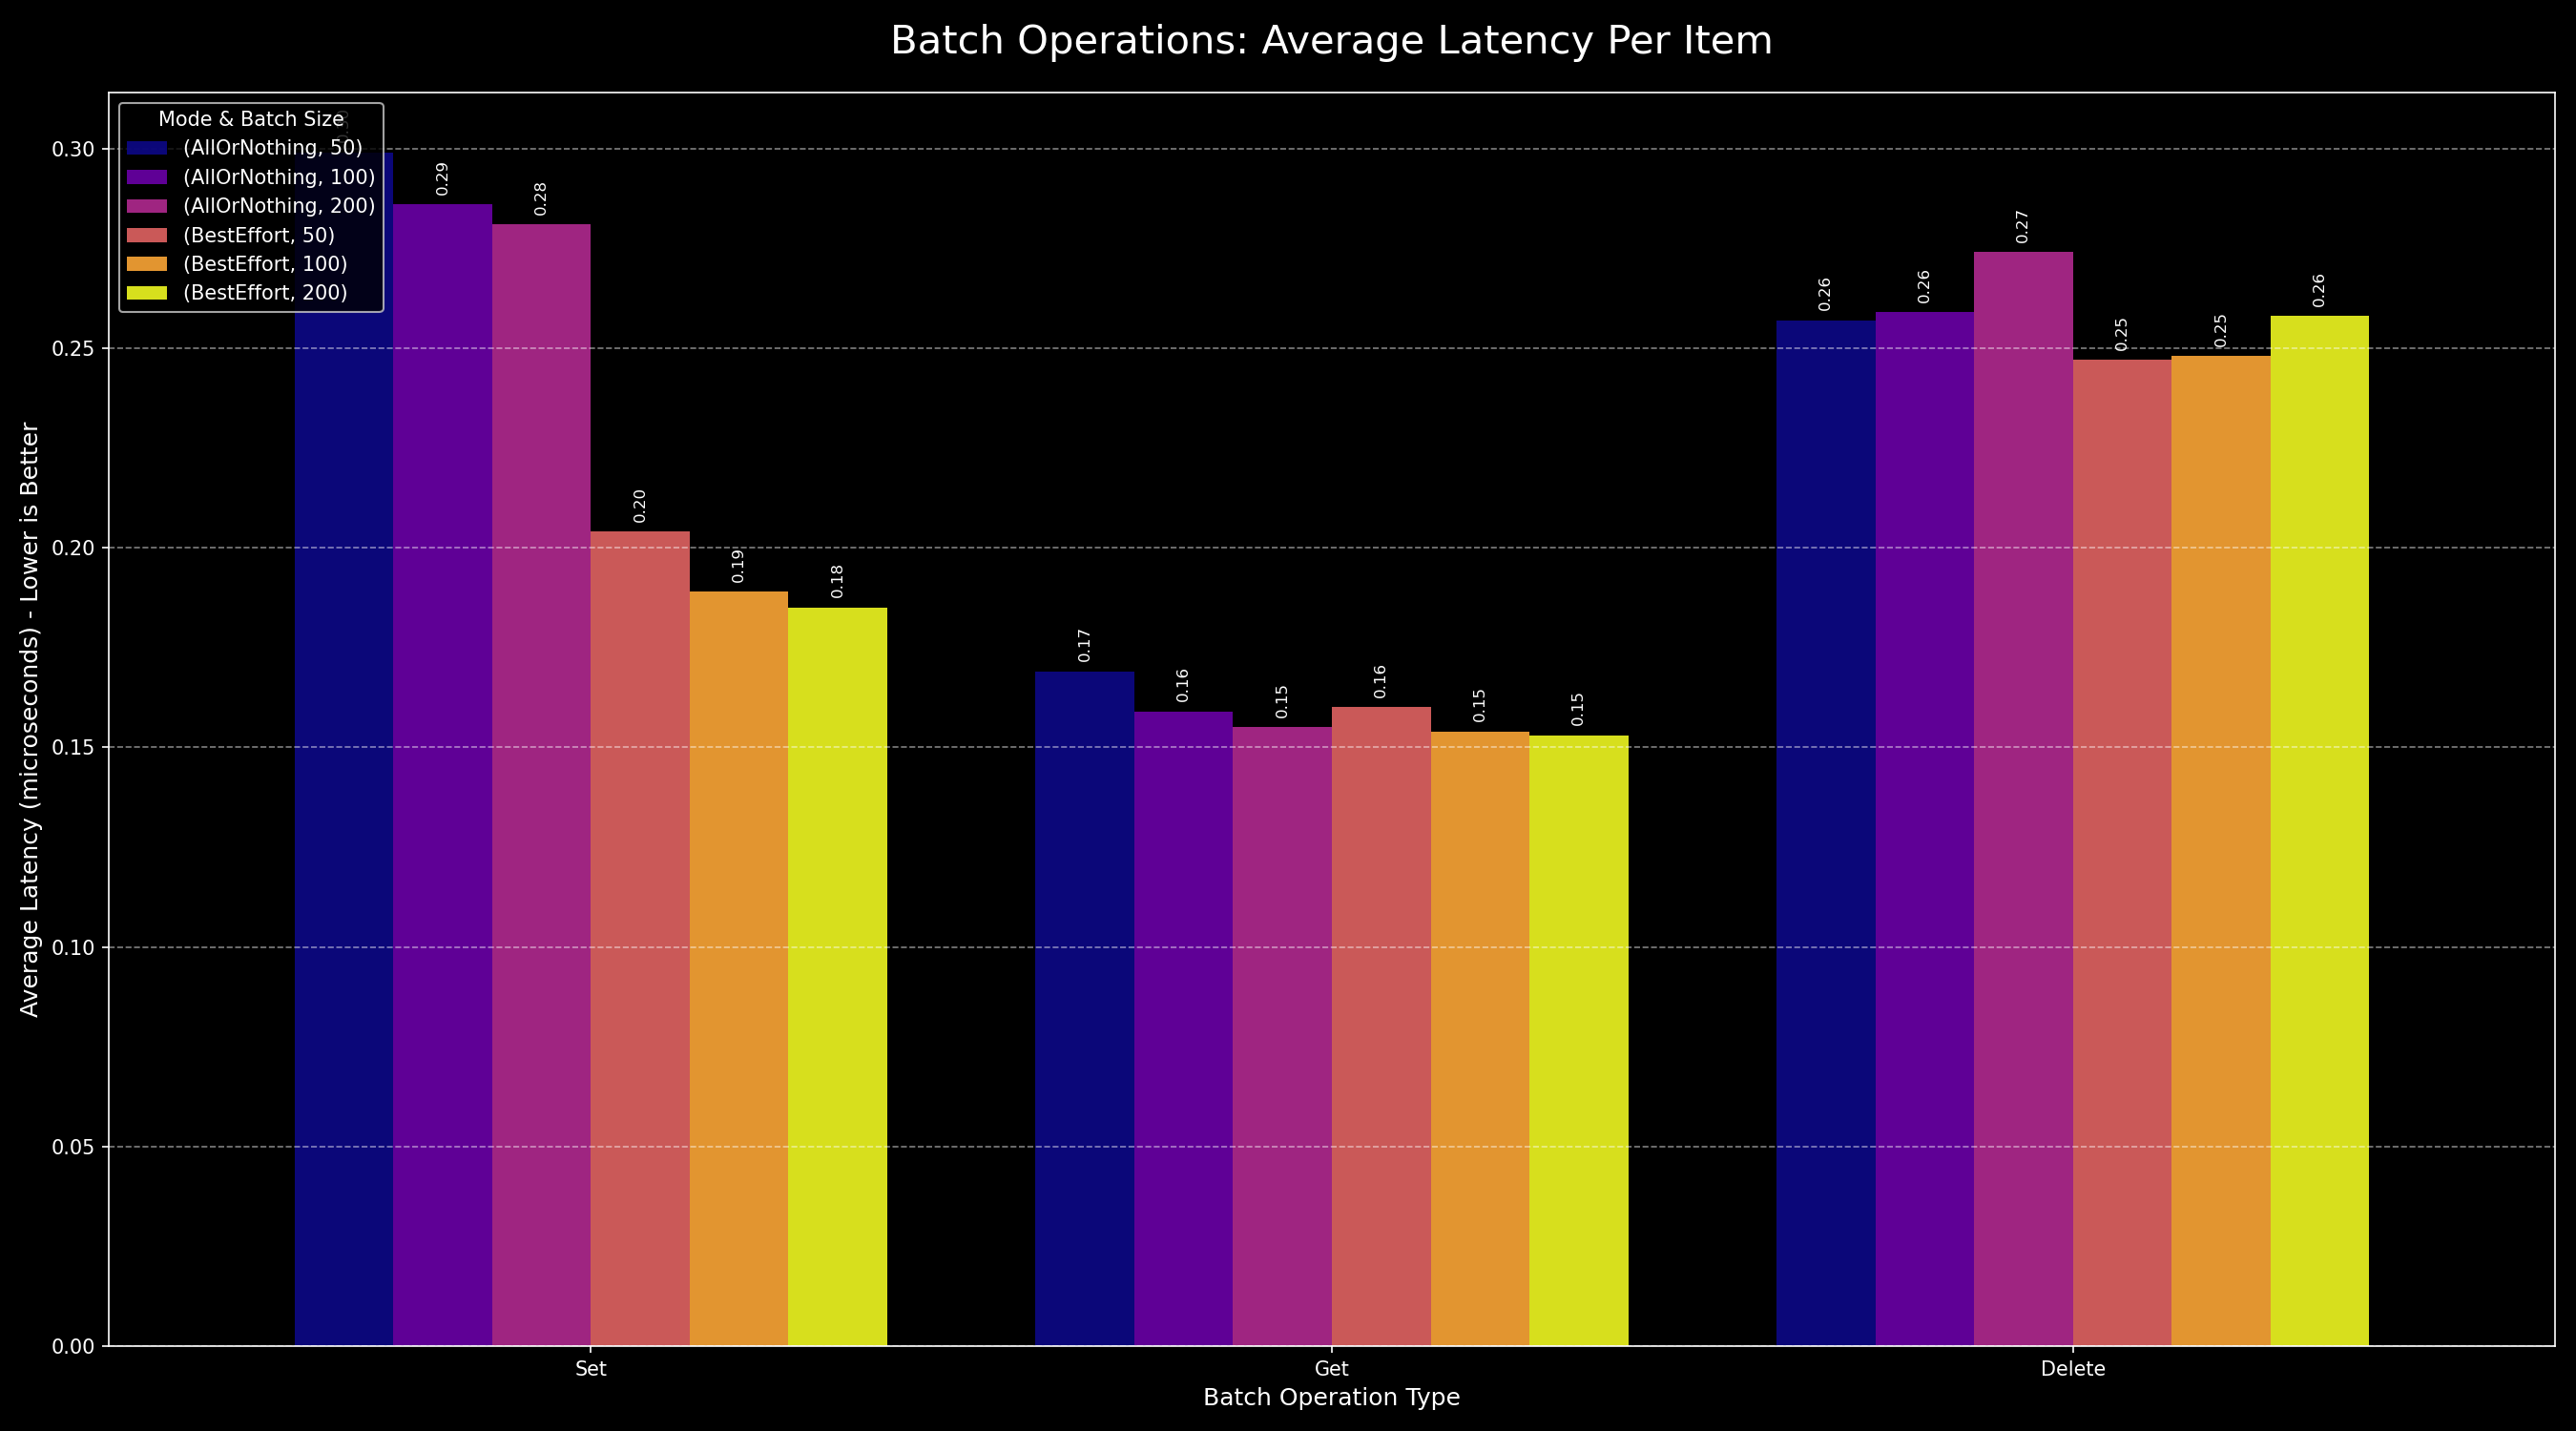 Batch Operations: Average Latency Per Item
Mode & Batch Size
(AllOrNothing, 50)
(AllOrNothing, 100)
(AllOrNothing, 200)
(BestEffort, 50)
(BestEffort, 100)
(BestEffort, 200)
Average Latency (microseconds) - Lower is Better
0.30
0.25
0.20
0.15
0.10
0.05
0.00
0.29
0.28
0.20
0.19
0.18
0.17
0.16
0.15
0.16
0.15
0.15
0.26
0.26
0.27
0.25
0.25
0.26
Set
Get
Delete
Batch Operation Type